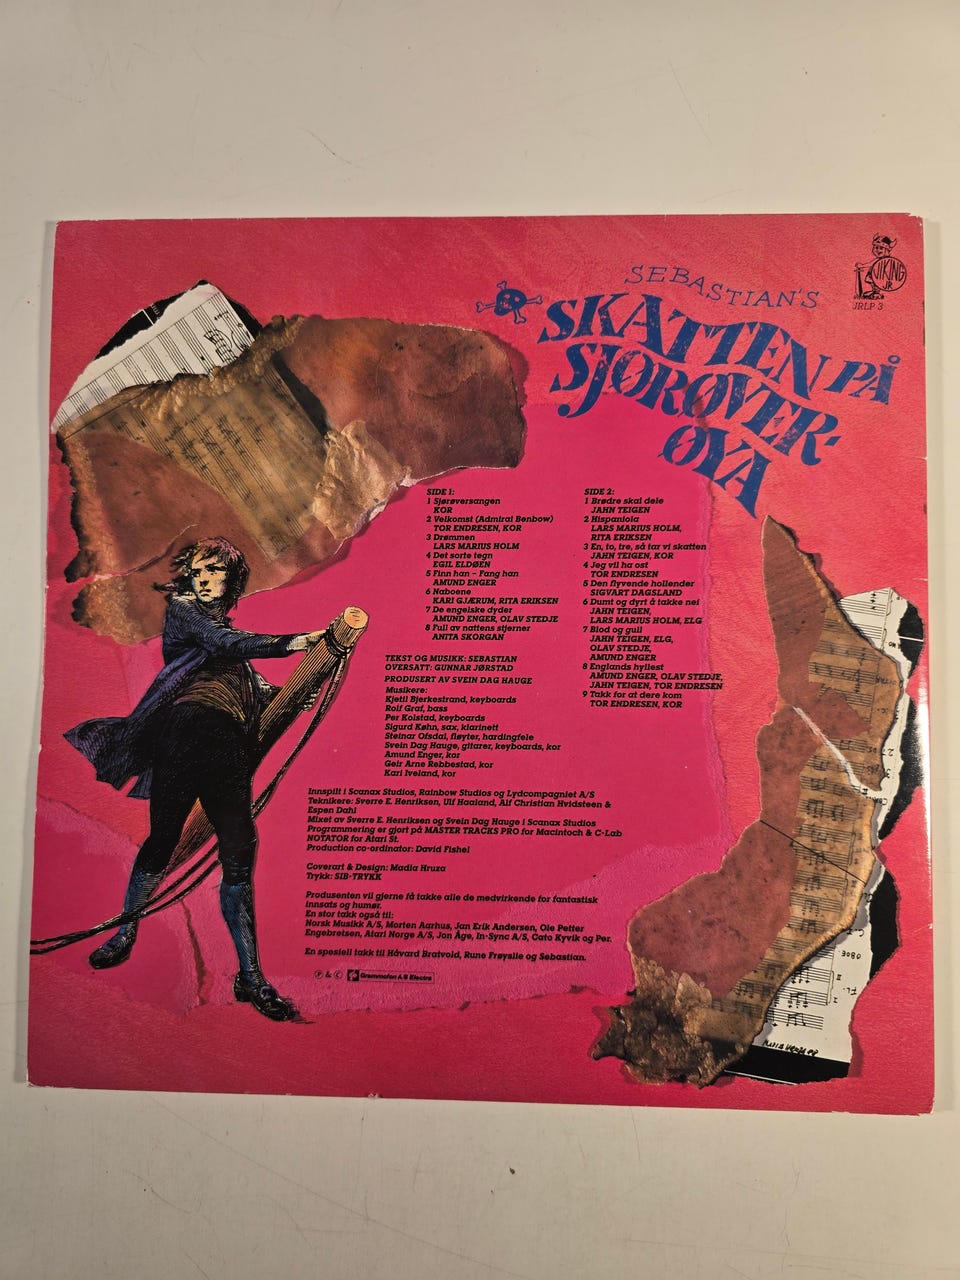 VIKING
JR.
JRLP 3
SEBASTIAN'S
SKATTEN PÅ
SJØRØVER-
ØYA
SIDE 1:
1 Sjørøversangen
KOR
2 Velkomst (Admiral Benbow)
TOR ENDRESEN, KOR
3 Drømmen
LARS MARIUS HOLM
4 Det sorte tegn
EGIL ELDØEN
5 Finn han – Fang han
AMUND ENGER
6 Naboene
KARI GJÆRUM, RITA ERIKSEN
7 De engelske dyder
AMUND ENGER, OLAV STEDJE
8 Full av nattens stjerner
ANITA SKORGAN
SIDE 2:
1 Brødre skal dele
JAHN TEIGEN
2 Hispaniola
LARS MARIUS HOLM,
RITA ERIKSEN
3 En, to, tre, så tar vi skatten
JAHN TEIGEN, KOR
4 Jeg vil ha ost
TOR ENDRESEN
5 Den flyvende hollender
SIGVART DAGSLAND
6 Dumt og dyrt å takke nei
JAHN TEIGEN,
LARS MARIUS HOLM, ELG
7 Blod og gull
JAHN TEIGEN, ELG,
OLAV STEDJE,
AMUND ENGER
8 Englands hyllest
AMUND ENGER, OLAV STEDJE,
JAHN TEIGEN, TOR ENDRESEN
9 Takk for at dere kom
TOR ENDRESEN, KOR
TEKST OG MUSIKK: SEBASTIAN
OVERSATT: GUNNAR JØRSTAD
PRODUSERT AV SVEIN DAG HAUGE
Musikere:
Kjetil Bjerkestrand, keyboards
Rolf Graf, bass
Per Kolstad, keyboards
Sigurd Køhn, sax, klarinett
Steinar Ofsdal, fløyter, hardingfele
Svein Dag Hauge, gitarer, keyboards, kor
Amund Enger, kor
Geir Arne Rebbestad, kor
Kari Iveland, kor
Innspilt i Scanax Studios, Rainbow Studios og Lydcompagniet A/S
Teknikere: Sverre E. Henriksen, Ulf Haaland, Alf Christian Hvidsteen &
Espen Dahl
Mixet av Sverre E. Henriksen og Svein Dag Hauge i Scanax Studios
Programmering er gjort på MASTER TRACKS PRO for Macintoch & C-Lab
NOTATOR for Atari St.
Production co-ordinator: David Fishel
Coverart & Design: Madla Hruza
Trykk: SIB-TRYKK
Produsenten vil gjerne få takke alle de medvirkende for fantastisk
innsats og humør.
En stor takk også til:
Norsk Musikk A/S, Morten Aarhus, Jan Erik Andersen, Ole Petter
Engebretsen, Atari Norge A/S, Jon Åge, In-Sync A/S, Cato Kyvik og Per.
En spesiell takk til Håvard Bratvold, Rune Frøyslie og Sebastian.
Ⓟ & © Grammofon A/S Electra
OBOE
FL.